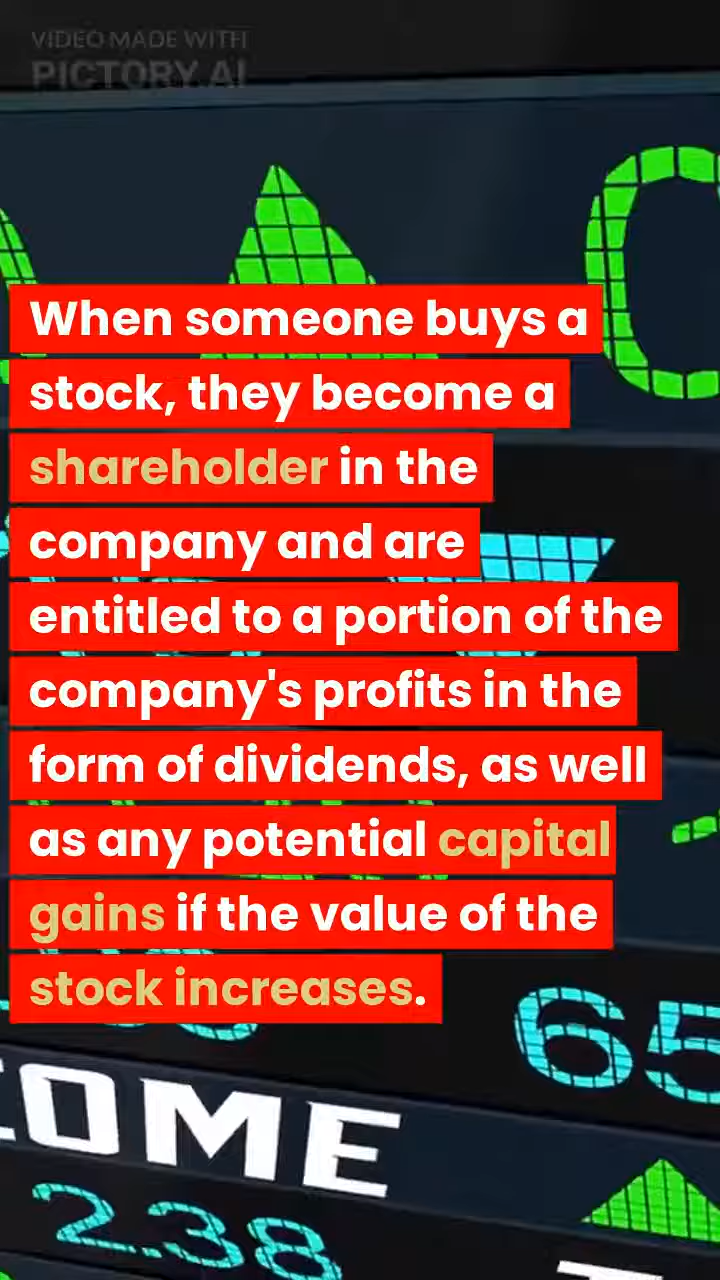 VIDEO MADE WITH
PICTORY.AI
When someone buys a
stock, they become a
shareholder in the
company and are
entitled to a portion of the
company's profits in the
form of dividends, as well
as any potential capital
gains if the value of the
stock increases.
65
OME
2.38